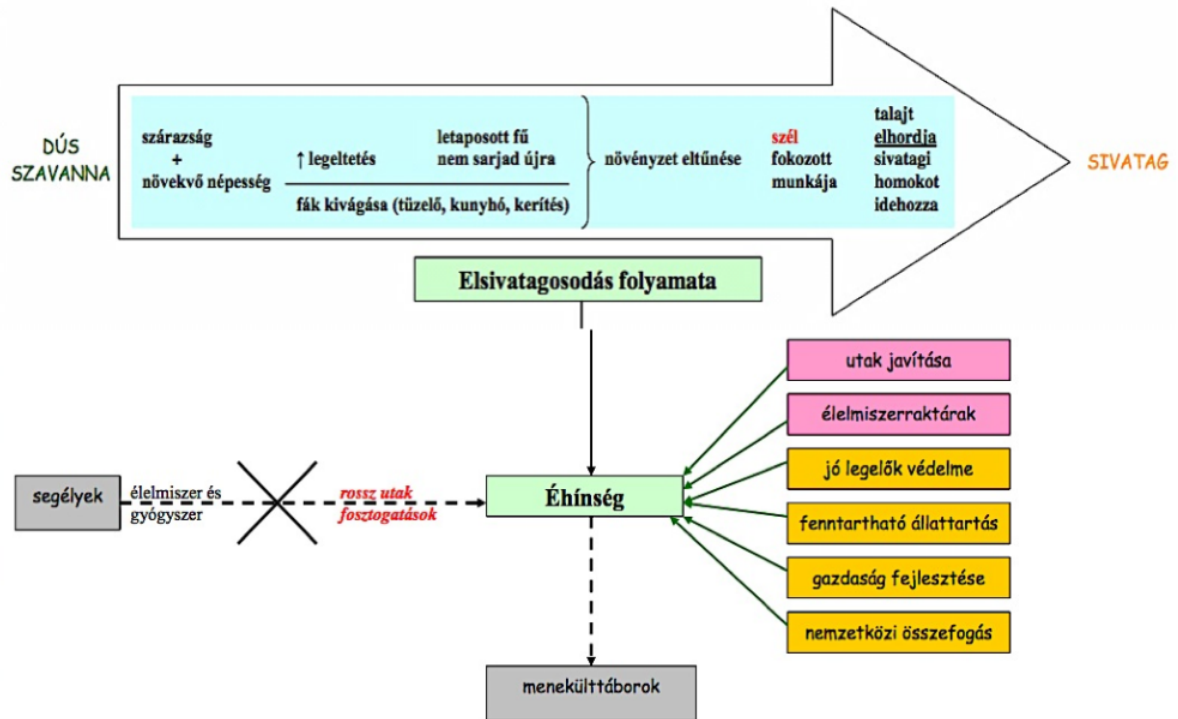 DÚS
SZAVANNA
szárazság
+
növekvő népesség
↑ legeltetés
letaposott fű
nem sarjad újra
fák kivágása (tüzelő, kunyhó, kerítés)
növényzet eltűnése
szél
fokozott
munkája
talajt
elhordja
sivatagi
homokot
idehozza
SIVATAG
Elsivatagosodás folyamata
utak javítása
élelmiszerraktárak
jó legelők védelme
fenntartható állattartás
gazdaság fejlesztése
nemzetközi összefogás
segélyek
élelmiszer és
gyógyszer
rossz utak
fosztogatások
Éhínség
menekülttáborok